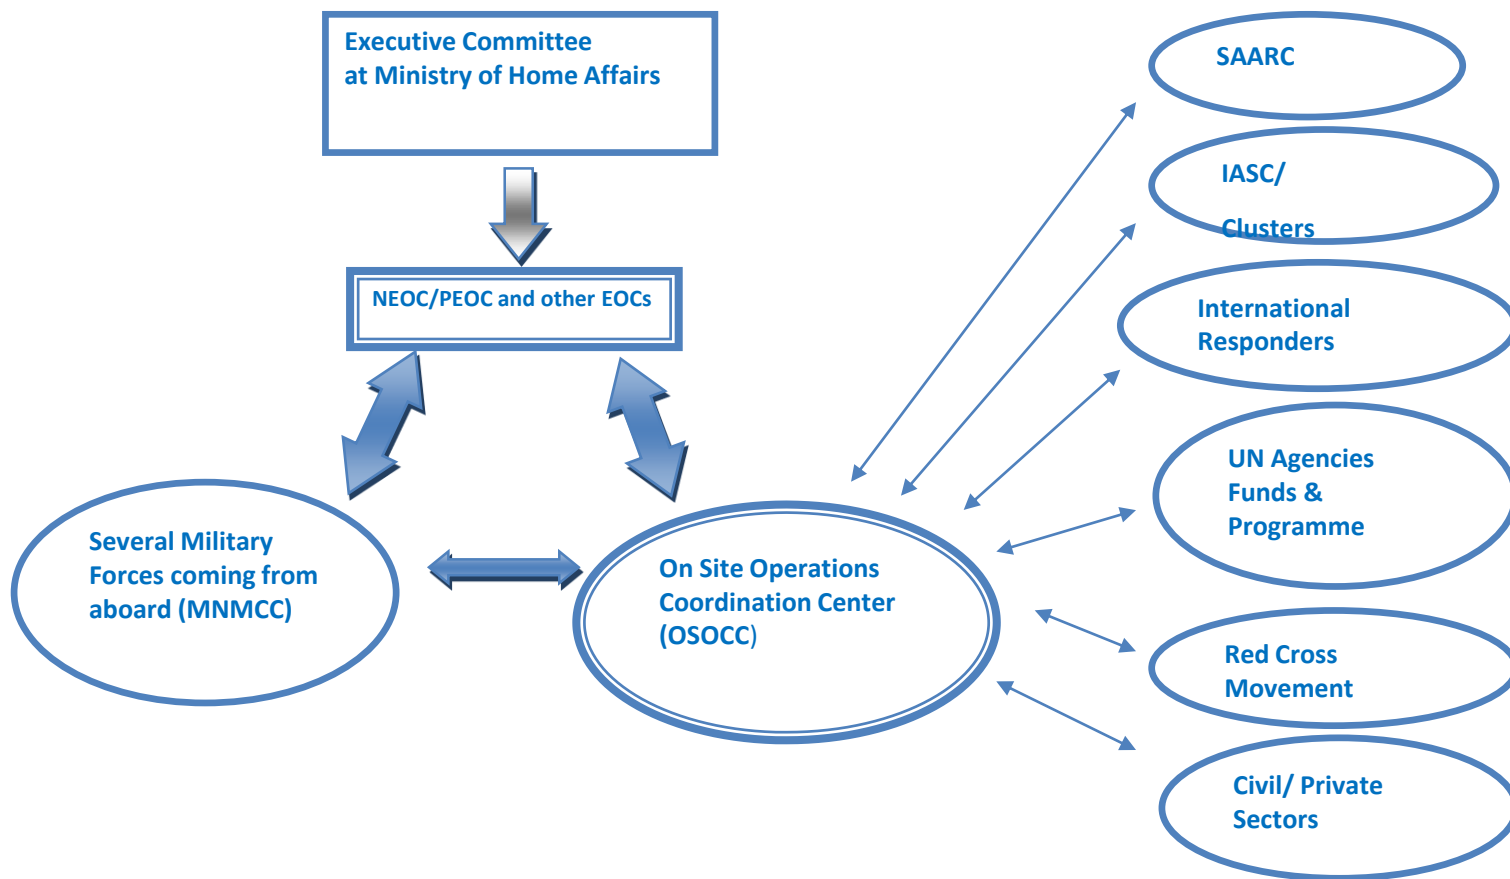 Executive Committee
at Ministry of Home Affairs
NEOC/PEOC and other EOCs
Several Military
Forces coming from
aboard (MNMCC)
On Site Operations
Coordination Center
(OSOCC)
SAARC
IASC/
Clusters
International
Responders
UN Agencies
Funds &
Programme
Red Cross
Movement
Civil/ Private
Sectors